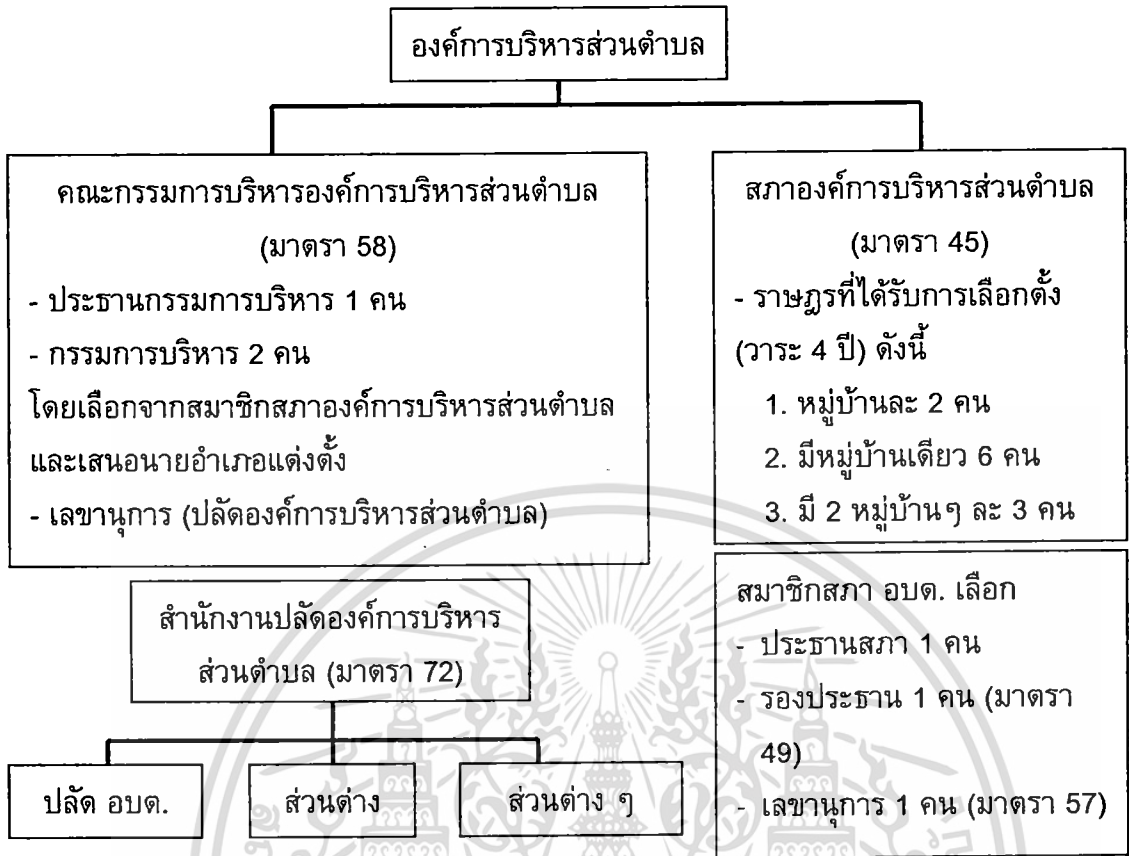 องค์การบริหารส่วนตำบล
คณะกรรมการบริหารองค์การบริหารส่วนตำบล
(มาตรา 58)
- ประธานกรรมการบริหาร 1 คน
- กรรมการบริหาร 2 คน
โดยเลือกจากสมาชิกสภาองค์การบริหารส่วนตำบล
และเสนอนายอำเภอแต่งตั้ง
- เลขานุการ (ปลัดองค์การบริหารส่วนตำบล)
สภาองค์การบริหารส่วนตำบล
(มาตรา 45)
- ราษฎรที่ได้รับการเลือกตั้ง
(วาระ 4 ปี) ดังนี้
1. หมู่บ้านละ 2 คน
2. มีหมู่บ้านเดียว 6 คน
3. มี 2 หมู่บ้านๆ ละ 3 คน
สำนักงานปลัดองค์การบริหาร
ส่วนตำบล (มาตรา 72)
ปลัด อบต.
ส่วนต่าง
ส่วนต่าง ๆ
สมาชิกสภา อบต. เลือก
- ประธานสภา 1 คน
- รองประธาน 1 คน (มาตรา
49)
- เลขานุการ 1 คน (มาตรา 57)